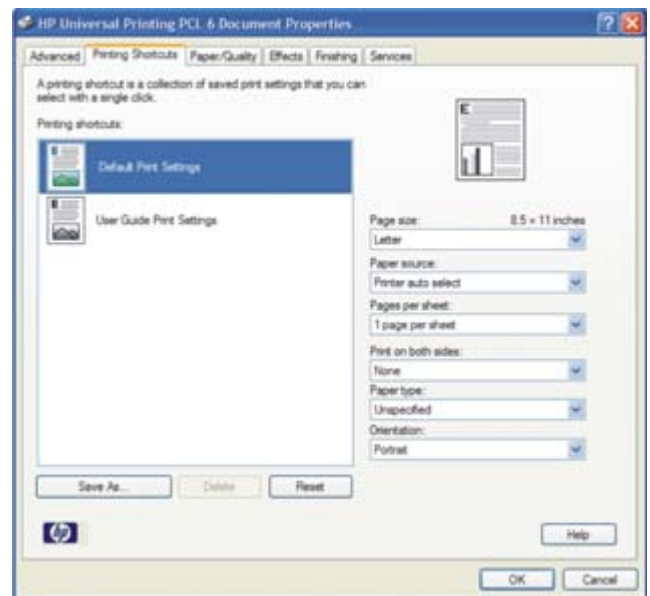 HP Universal Printing PCL 6 Document Properties
Advanced Printing Shortcuts Paper/Quality Effects Finishing Services
A printing shortcut is a collection of saved print settings that you can
select with a single click.
Printing shortcuts:
E
Default Print Settings
User Guide Print Settings
Page size: 8.5 × 11 inches
Letter
Paper source:
Printer auto select
Pages per sheet:
1 page per sheet
Print on both sides:
None
Paper type:
Unspecified
Orientation:
Portrait
Save As... Delete Reset
hp
Help
OK Cancel